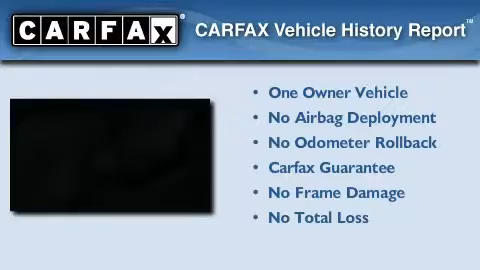 CARFAX®
CARFAX Vehicle History Report™
• One Owner Vehicle
• No Airbag Deployment
• No Odometer Rollback
• Carfax Guarantee
• No Frame Damage
• No Total Loss